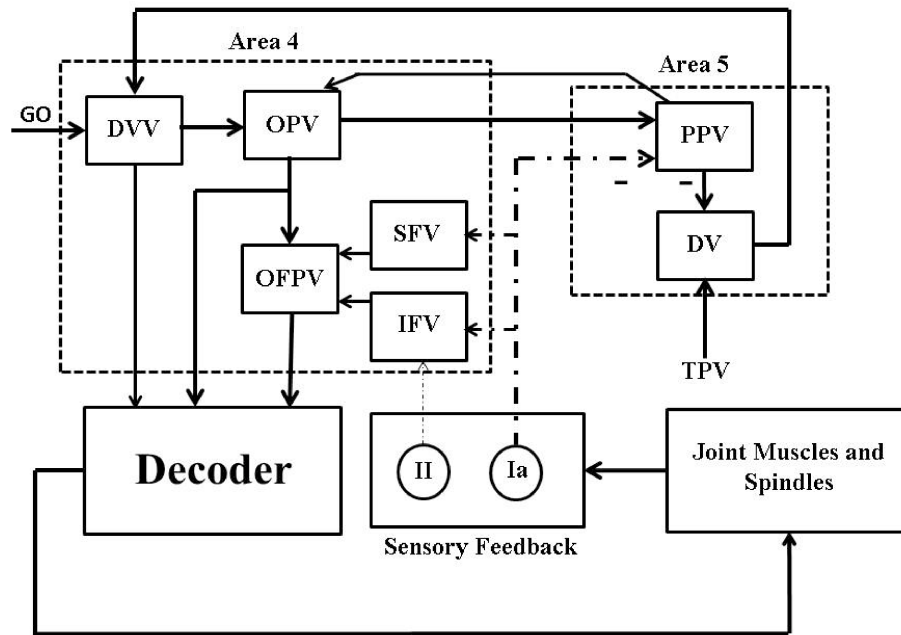 Area 4
Area 5
GO
DVV
OPV
PPV
- -
SFV
DV
OFPV
IFV
TPV
Decoder
II
Ia
Joint Muscles and
Spindles
Sensory Feedback